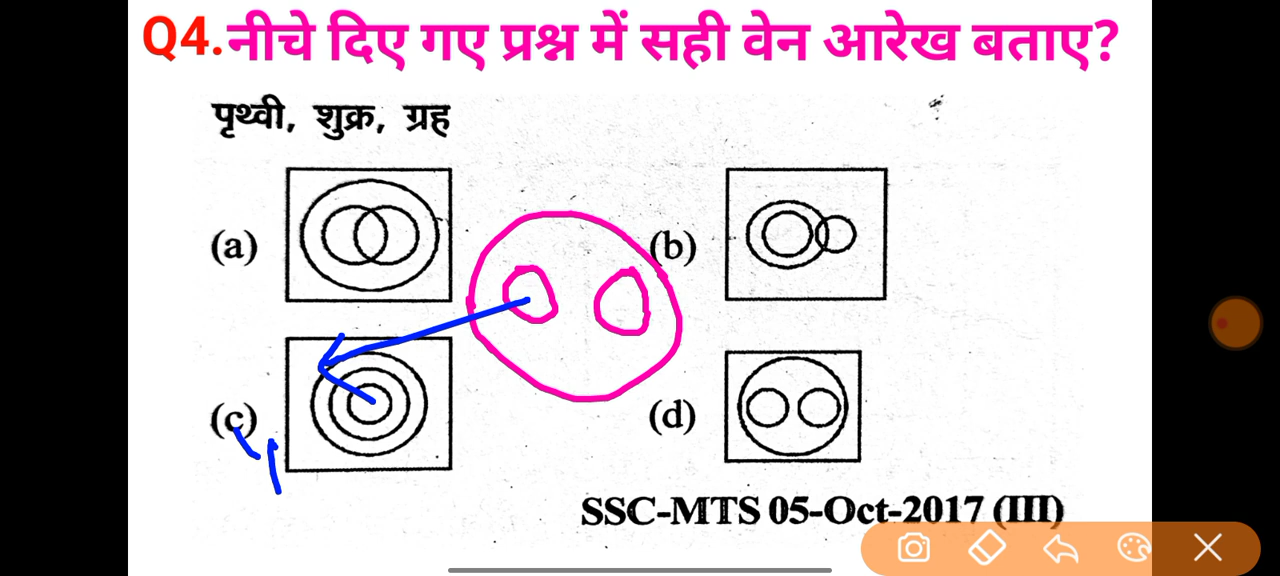 Q4.नीचे दिए गए प्रश्न में सही वेन आरेख बताए?
पृथ्वी, शुक्र, ग्रह
(a)
(b)
(c)
(d)
SSC-MTS 05-Oct-2017 (III)